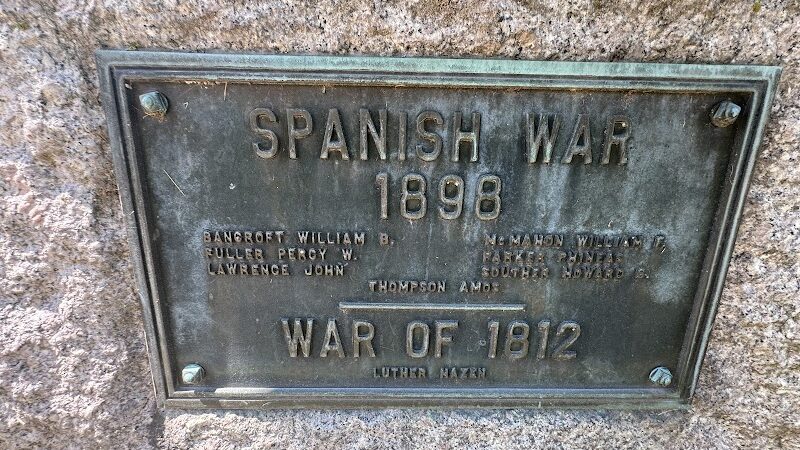 SPANISH WAR
1898
BANCROFT WILLIAM B.
FULLER PERCY W.
LAWRENCE JOHN
McMAHON WILLIAM F.
PARKER PHINEAS
SOUTHER HOWARD
THOMPSON AMOS
WAR OF 1812
LUTHER HAZEN